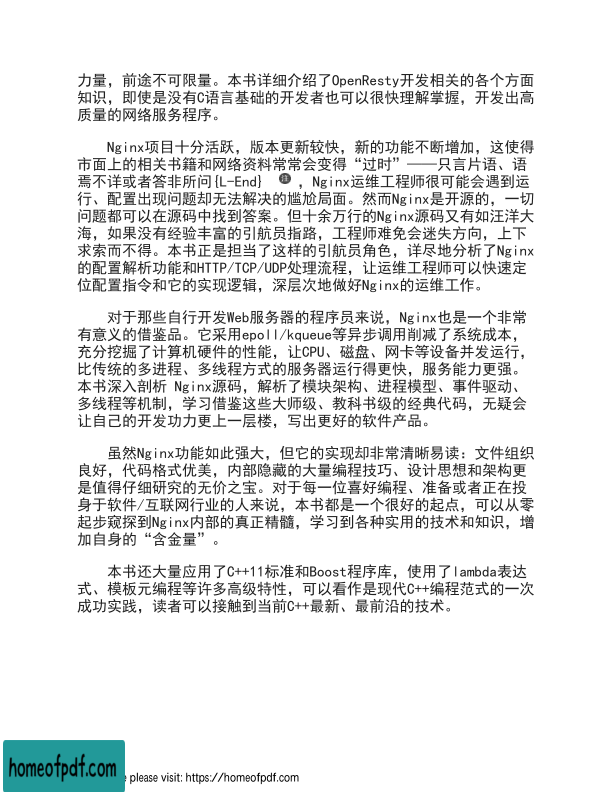 力量，前途不可限量。本书详细介绍了OpenResty开发相关的各个方面
知识，即使是没有C语言基础的开发者也可以很快理解掌握，开发出高
质量的网络服务程序。
Nginx项目十分活跃，版本更新较快，新的功能不断增加，这使得
市面上的相关书籍和网络资料常常会变得“过时”——只言片语、语
焉不详或者答非所问{L-End} 注 ，Nginx运维工程师很可能会遇到运
行、配置出现问题却无法解决的尴尬局面。然而Nginx是开源的，一切
问题都可以在源码中找到答案。但十余万行的Nginx源码又有如汪洋大
海，如果没有经验丰富的引航员指路，工程师难免会迷失方向，上下
求索而不得。本书正是担当了这样的引航员角色，详尽地分析了Nginx
的配置解析功能和HTTP/TCP/UDP处理流程，让运维工程师可以快速定
位配置指令和它的实现逻辑，深层次地做好Nginx的运维工作。
对于那些自行开发Web服务器的程序员来说，Nginx也是一个非常
有意义的借鉴品。它采用epoll/kqueue等异步调用削减了系统成本，
充分挖掘了计算机硬件的性能，让CPU、磁盘、网卡等设备并发运行，
比传统的多进程、多线程方式的服务器运行得更快，服务能力更强。
本书深入剖析 Nginx源码，解析了模块架构、进程模型、事件驱动、
多线程等机制，学习借鉴这些大师级、教科书级的经典代码，无疑会
让自己的开发功力更上一层楼，写出更好的软件产品。
虽然Nginx功能如此强大，但它的实现却非常清晰易读：文件组织
良好，代码格式优美，内部隐藏的大量编程技巧、设计思想和架构更
是值得仔细研究的无价之宝。对于每一位喜好编程、准备或者正在投
身于软件/互联网行业的人来说，本书都是一个很好的起点，可以从零
起步窥探到Nginx内部的真正精髓，学习到各种实用的技术和知识，增
加自身的“含金量”。
本书还大量应用了C++11标准和Boost程序库，使用了lambda表达
式、模板元编程等许多高级特性，可以看作是现代C++编程范式的一次
成功实践，读者可以接触到当前C++最新、最前沿的技术。
homeofpdf.com
e please visit: https://homeofpdf.com